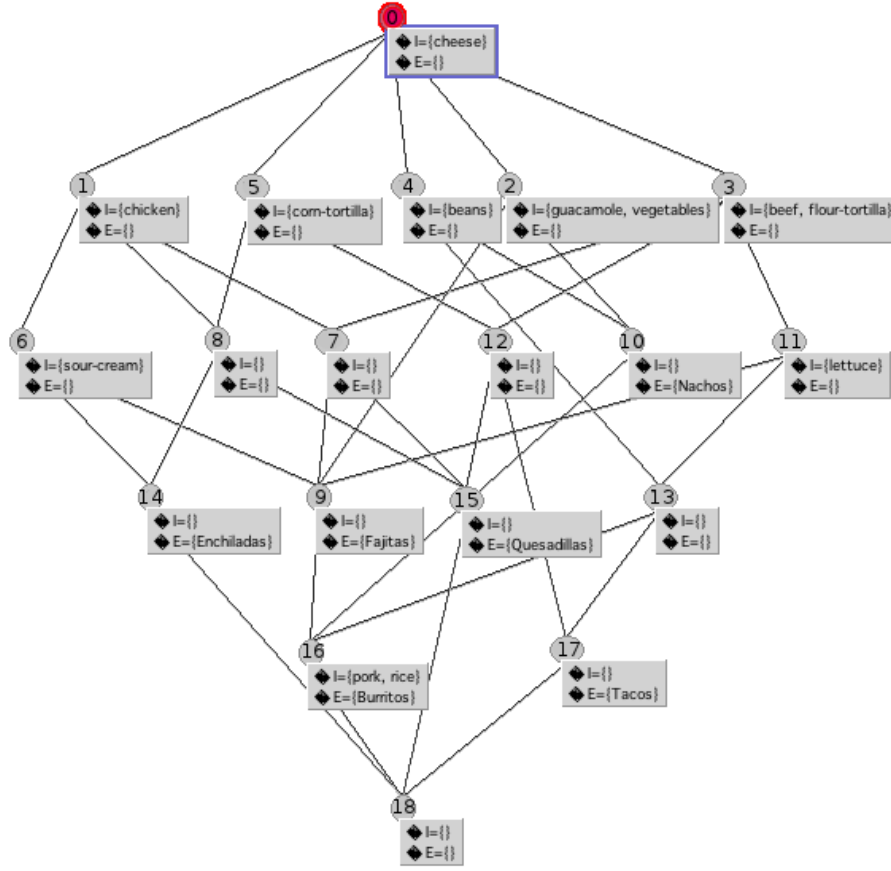 0
I={cheese}
E={}
1
I={chicken}
E={}
5
I={corn-tortilla}
E={}
4
I={beans}
E={}
2
I={guacamole, vegetables}
E={}
3
I={beef, flour-tortilla}
E={}
6
I={sour-cream}
E={}
8
I={}
E={}
7
I={}
E={}
12
I={}
E={}
10
I={}
E={Nachos}
11
I={lettuce}
E={}
14
I={}
E={Enchiladas}
9
I={}
E={Fajitas}
15
I={}
E={Quesadillas}
13
I={}
E={}
16
I={pork, rice}
E={Burritos}
17
I={}
E={Tacos}
18
I={}
E={}